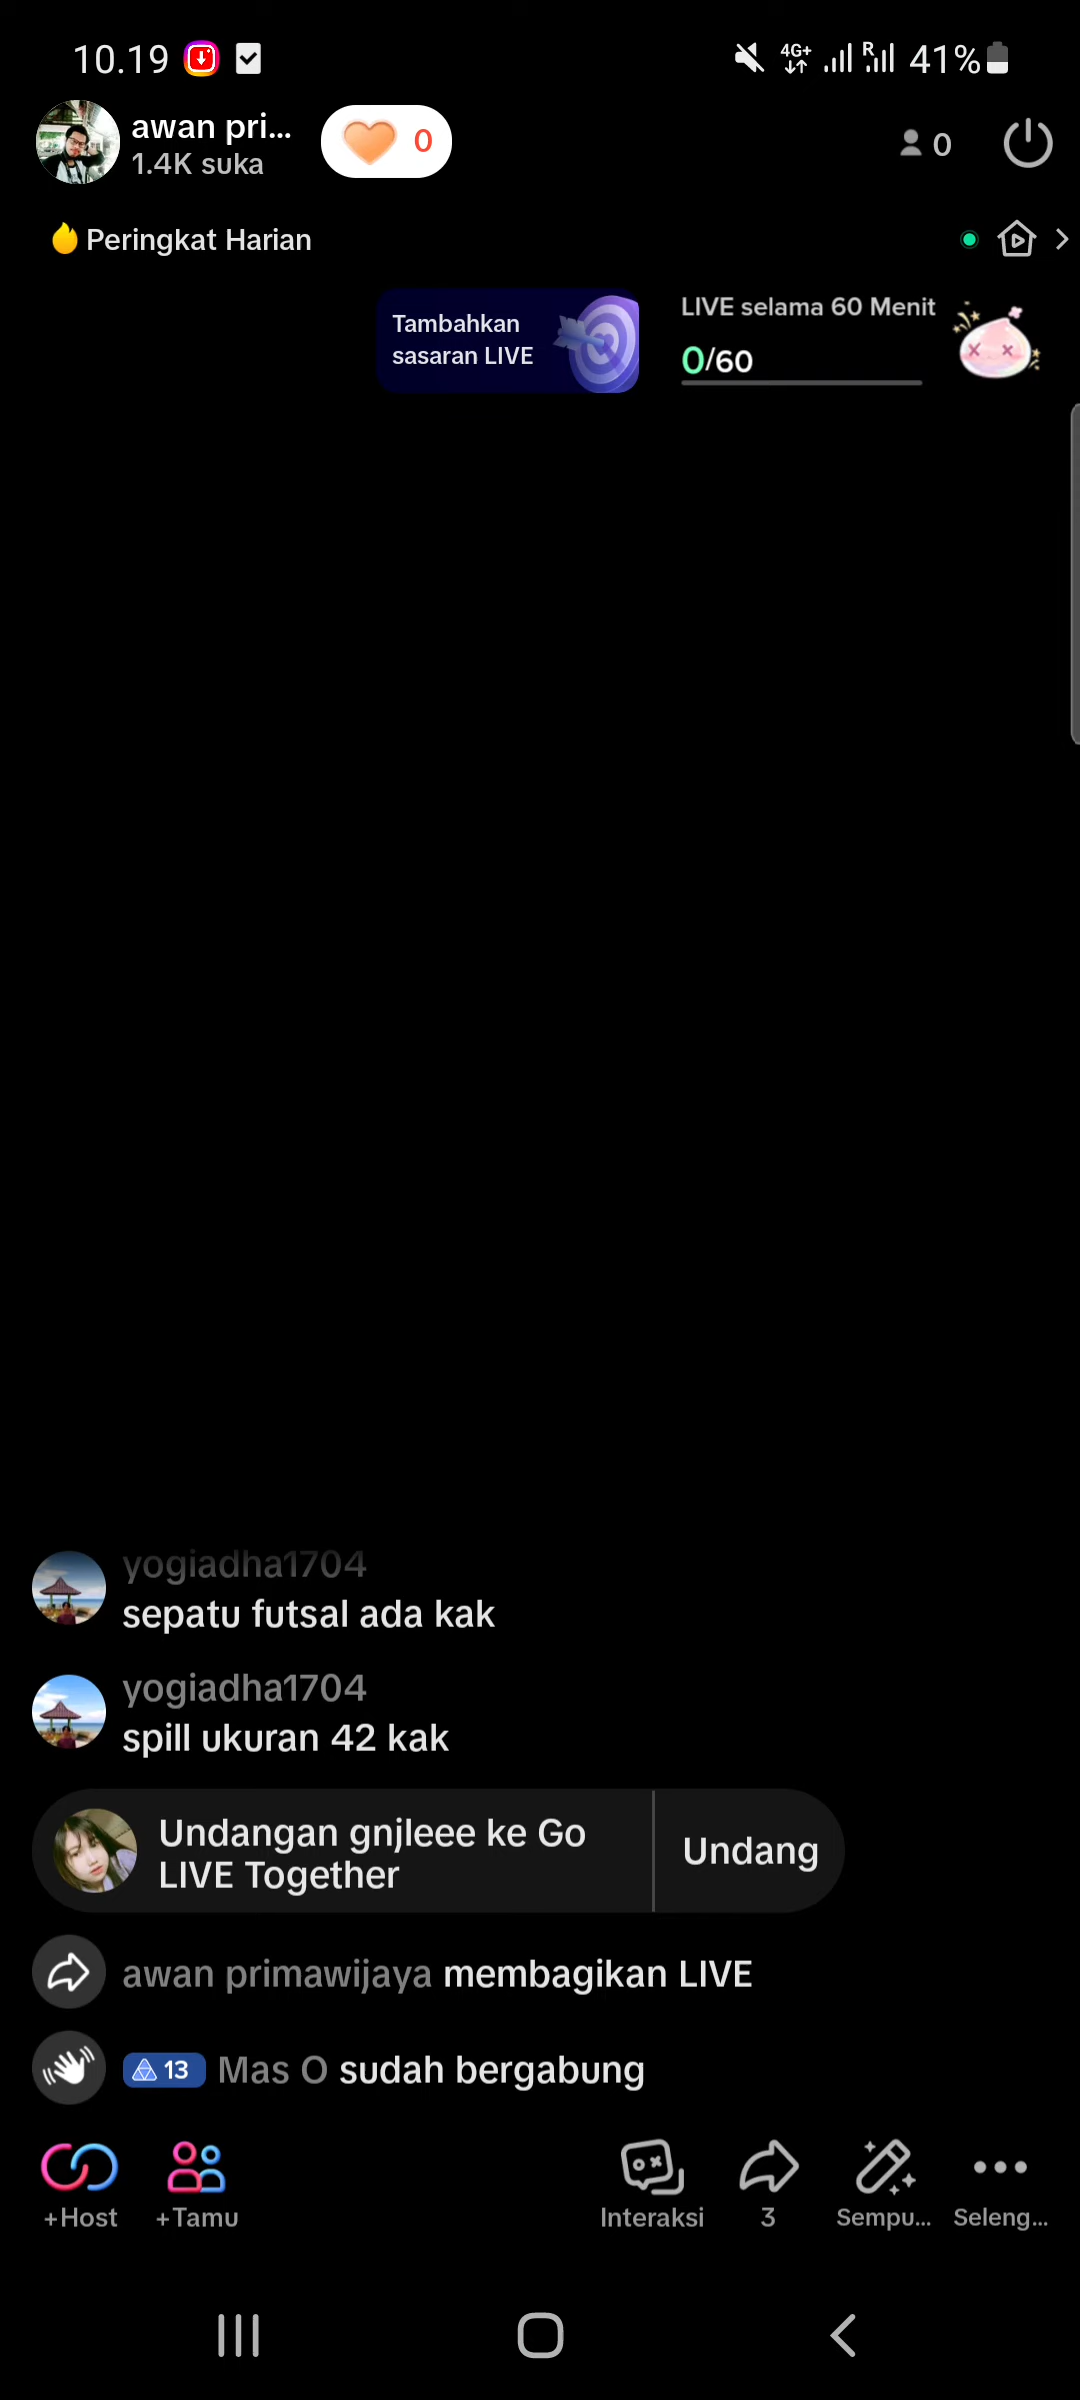 10.19
4G+ R 41%
awan pri...
1.4K suka
0
0
Peringkat Harian
Tambahkan
sasaran LIVE
LIVE selama 60 Menit
0/60
yogiadha1704
sepatu futsal ada kak
yogiadha1704
spill ukuran 42 kak
Undangan gnjleee ke Go
LIVE Together
Undang
awan primawijaya membagikan LIVE
13 Mas O sudah bergabung
+Host
+Tamu
Interaksi
3
Sempu...
Seleng...